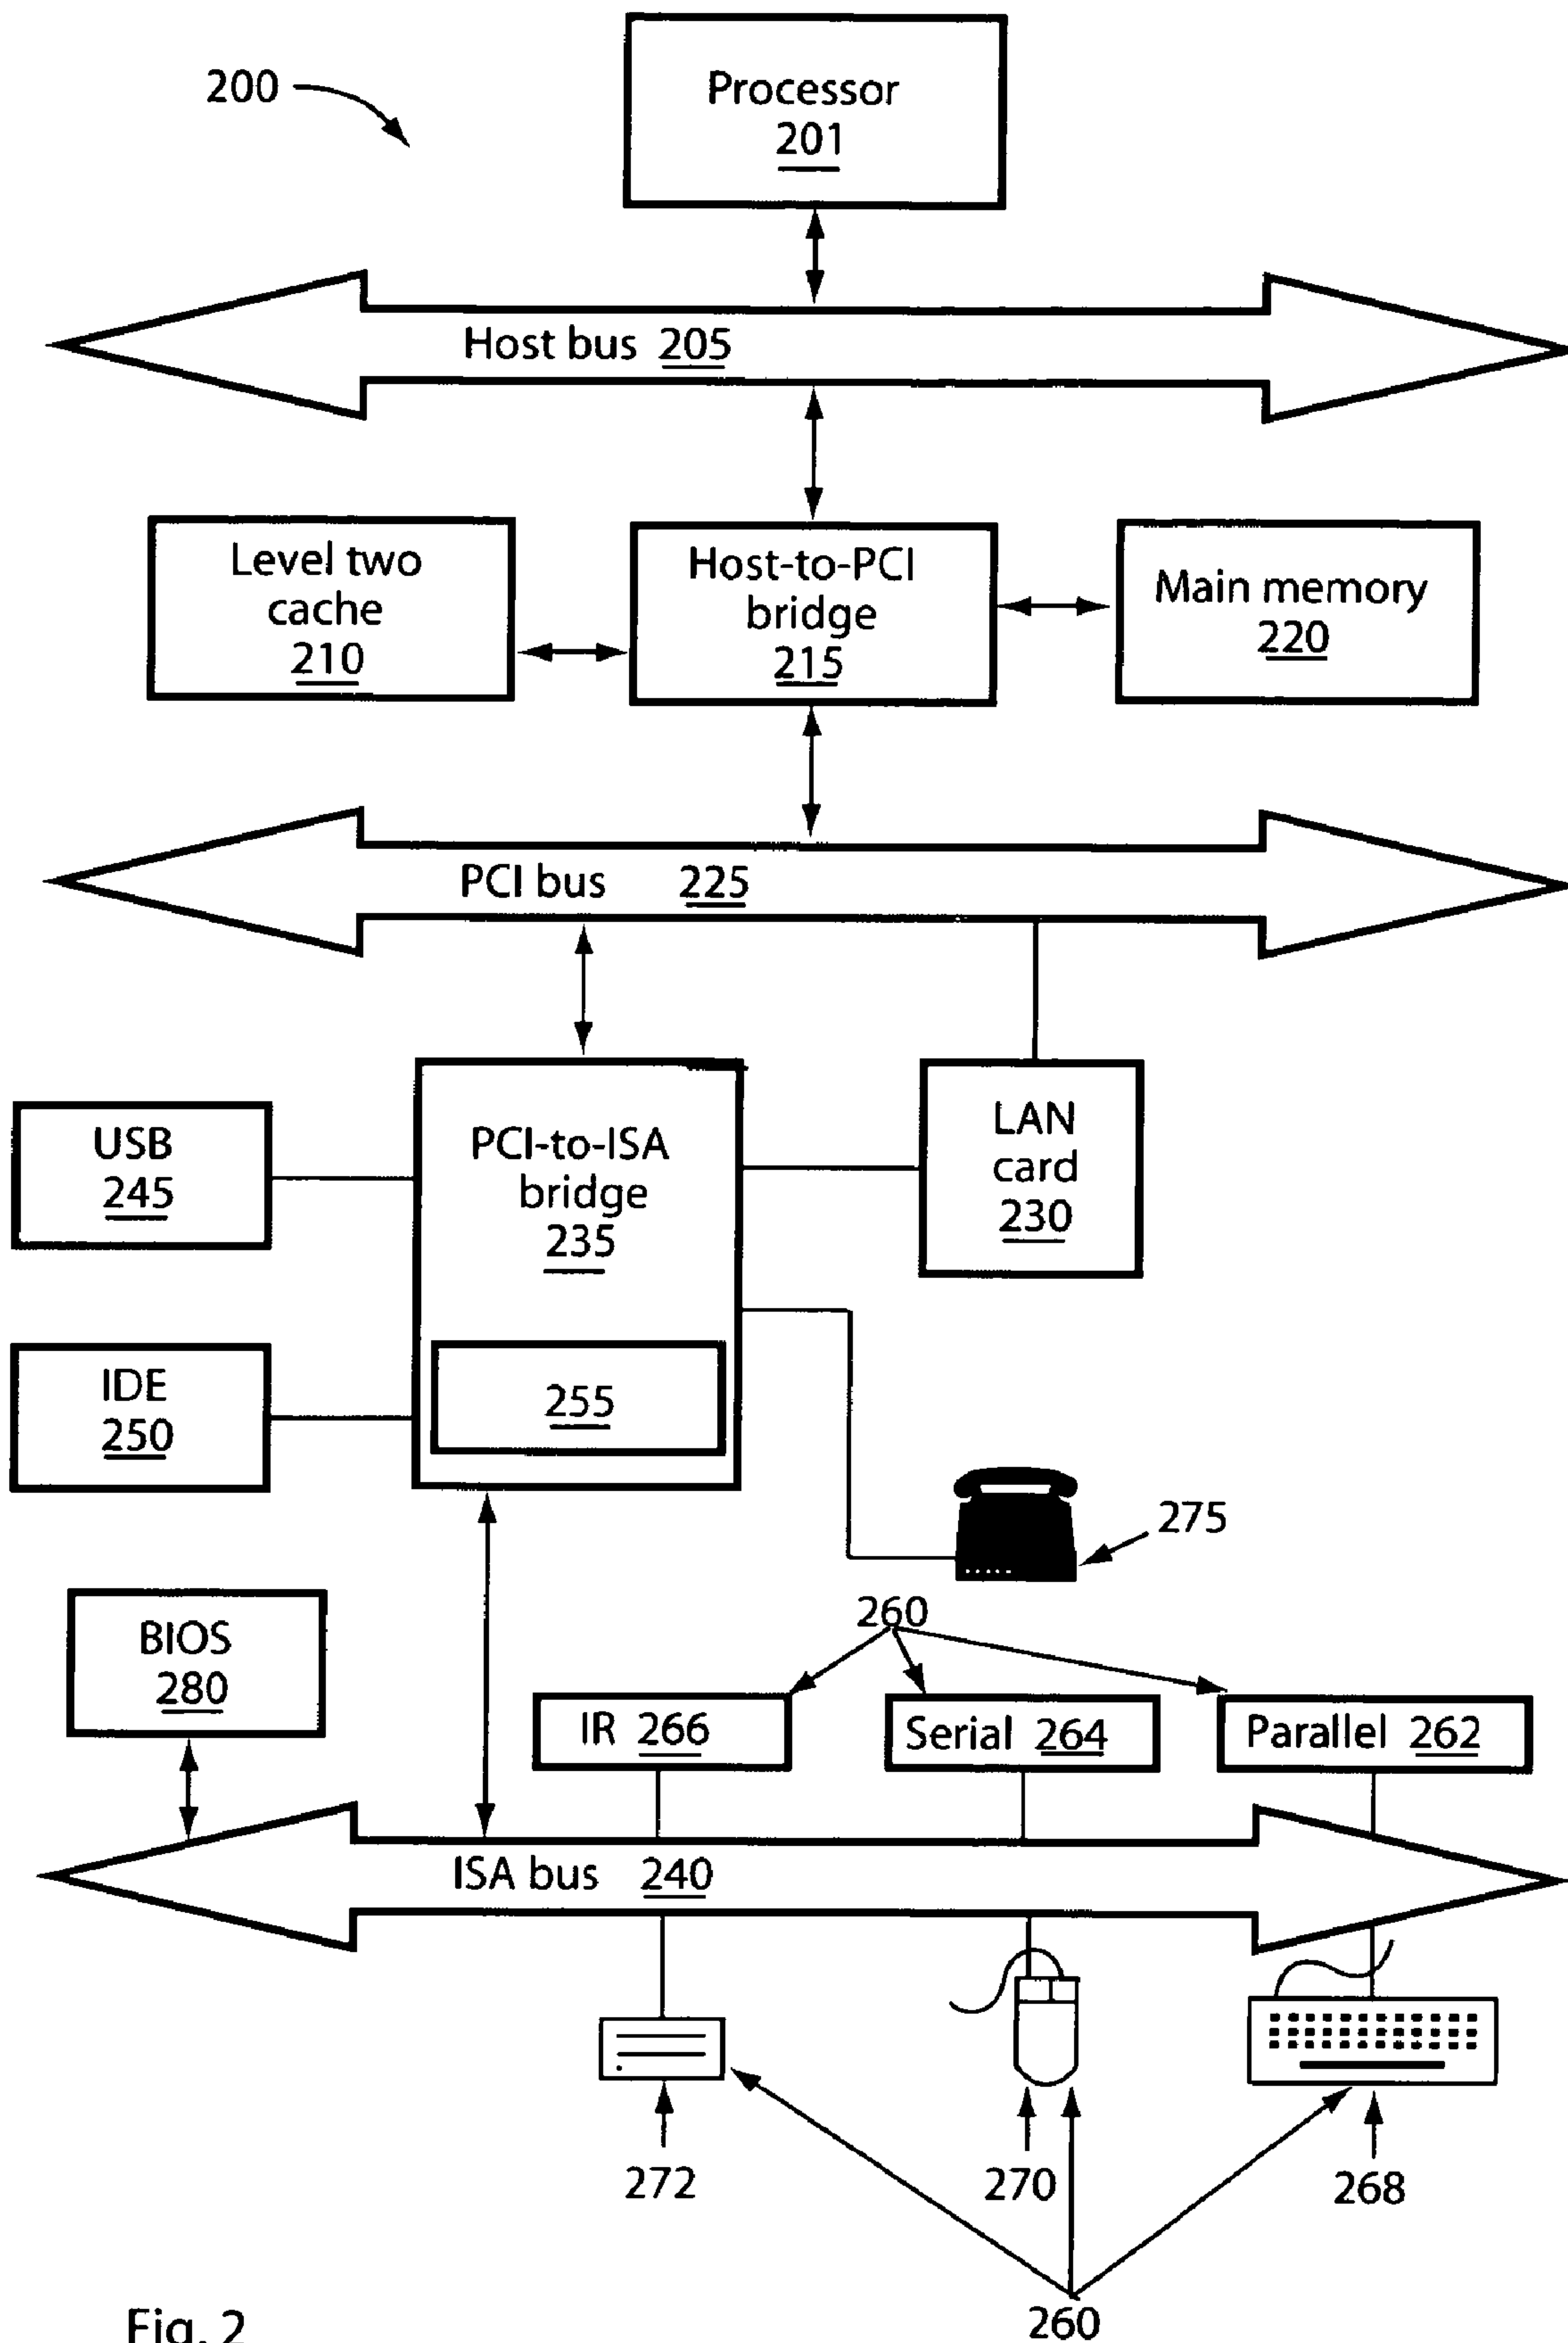 200
Processor
201
Host bus 205
Level two
cache
210
Host-to-PCI
bridge
215
Main memory
220
PCI bus 225
USB
245
PCI-to-ISA
bridge
235
LAN
card
230
IDE
250
255
275
BIOS
280
260
IR 266
Serial 264
Parallel 262
ISA bus 240
272
270
268
260
Fig. 2